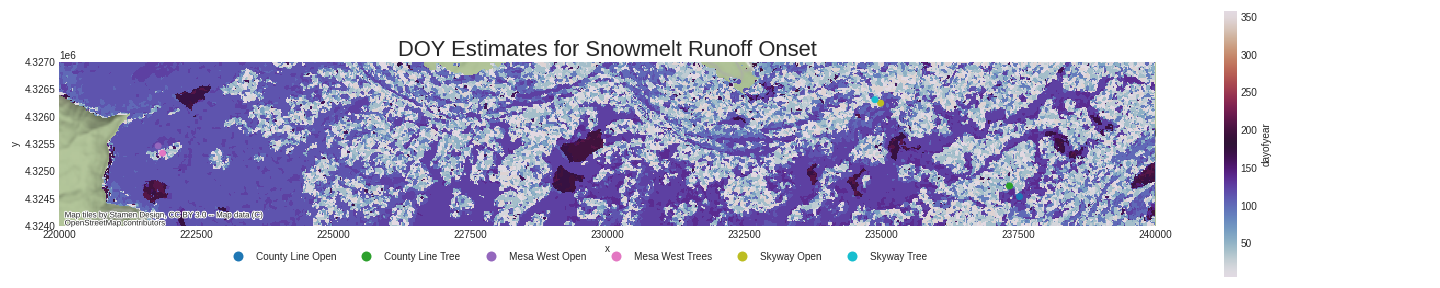 DOY Estimates for Snowmelt Runoff Onset
1e6
4.3270
4.3265
4.3260
4.3255
4.3250
4.3245
4.3240
y
Map tiles by Stamen Design, CC BY 3.0 -- Map data (C)
OpenStreetMap contributors
220000 222500 225000 227500 230000 232500 235000 237500 240000
x
County Line Open County Line Tree Mesa West Open Mesa West Trees Skyway Open Skyway Tree
350
300
250
200
150
100
50
dayofyear